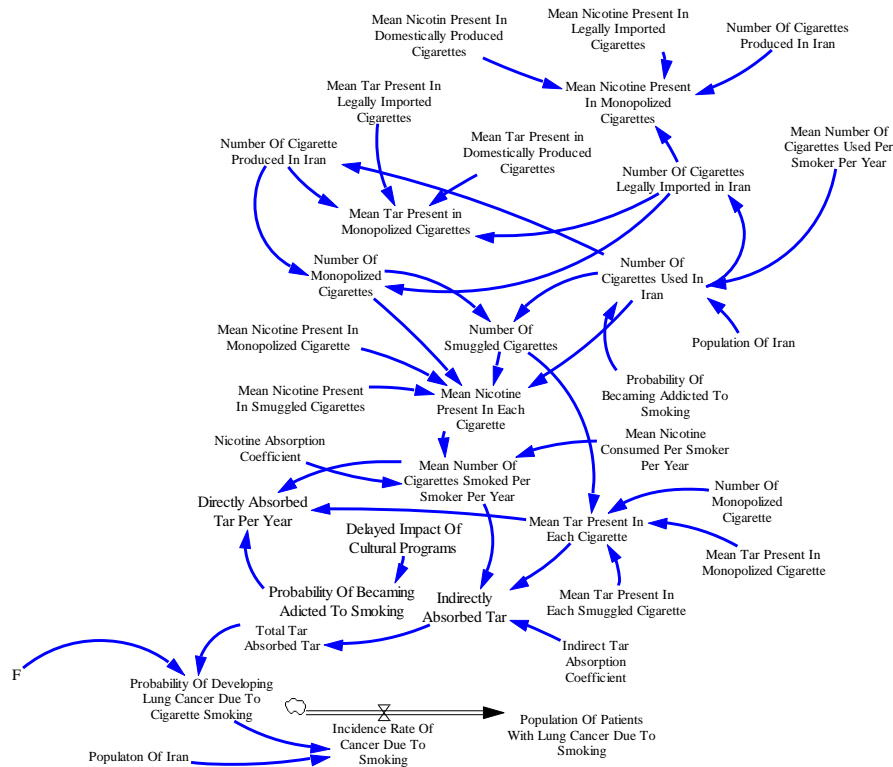 Mean Nicotin Present In
Domestically Produced
Cigarettes
Mean Nicotine Present In
Legally Imported
Cigarettes
Number Of Cigarettes
Produced In Iran
Mean Tar Present In
Legally Imported
Cigarettes
Mean Nicotine Present
In Monopolized
Cigarettes
Number Of Cigarette
Produced In Iran
Mean Tar Present in
Domestically Produced
Cigarettes
Mean Number Of
Cigarettes Used Per
Smoker Per Year
Number Of Cigarettes
Legally Imported in Iran
Mean Tar Present in
Monopolized Cigarettes
Number Of
Monopolized
Cigarettes
Number Of
Cigarettes Used In
Iran
Mean Nicotine Present In
Monopolized Cigarette
Number Of
Smuggled Cigarettes
Population Of Iran
Mean Nicotine Present
In Smuggled Cigarettes
Mean Nicotine
Present In Each
Cigarette
Probability Of
Becaming Addicted To
Smoking
Nicotine Absorption
Coefficient
Mean Number Of
Cigarettes Smoked Per
Smoker Per Year
Mean Nicotine
Consumed Per Smoker
Per Year
Directly Absorbed
Tar Per Year
Number Of
Monopolized
Cigarette
Delayed Impact Of
Cultural Programs
Mean Tar Present In
Each Cigarette
Mean Tar Present In
Monopolized Cigarette
Probability Of Becaming
Adicted To Smoking
Indirectly
Absorbed Tar
Mean Tar Present In
Each Smuggled Cigarette
Total Tar
Absorbed Tar
Indirect Tar
Absorption
Coefficient
F
Probability Of Developing
Lung Cancer Due To
Cigarette Smoking
Incidence Rate Of
Cancer Due To
Smoking
Population Of Patients
With Lung Cancer Due To
Smoking
Populaton Of Iran